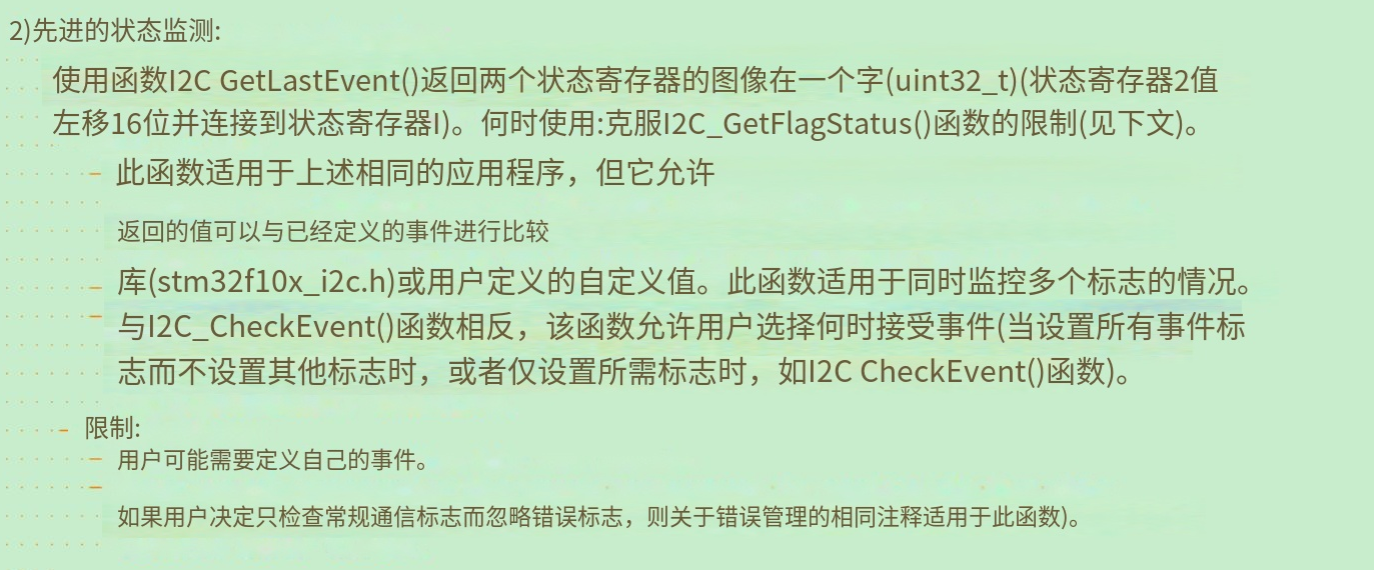 2)先进的状态监测:
使用函数I2C GetLastEvent()返回两个状态寄存器的图像在一个字(uint32_t)(状态寄存器2值
左移16位并连接到状态寄存器I)。何时使用:克服I2C_GetFlagStatus()函数的限制(见下文)。
– 此函数适用于上述相同的应用程序，但它允许
返回的值可以与已经定义的事件进行比较
– 库(stm32f10x_i2c.h)或用户定义的自定义值。此函数适用于同时监控多个标志的情况。
– 与I2C_CheckEvent()函数相反，该函数允许用户选择何时接受事件(当设置所有事件标
志而不设置其他标志时，或者仅设置所需标志时，如I2C CheckEvent()函数)。
– 限制:
– 用户可能需要定义自己的事件。
–
如果用户决定只检查常规通信标志而忽略错误标志，则关于错误管理的相同注释适用于此函数)。